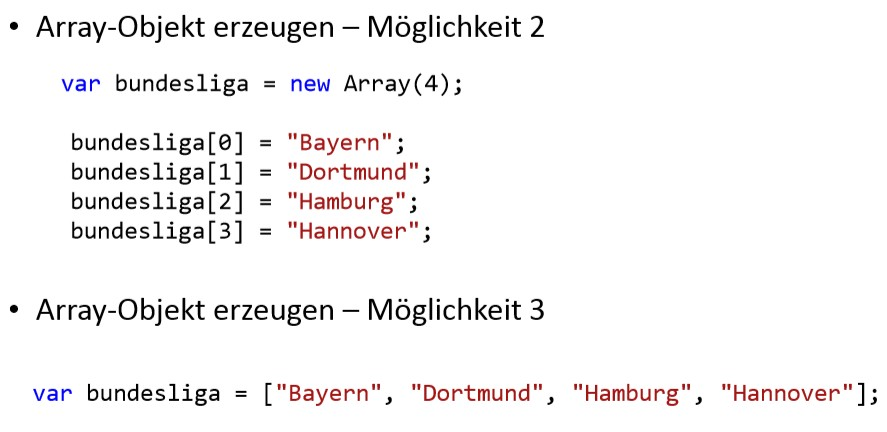 • Array-Objekt erzeugen – Möglichkeit 2
var bundesliga = new Array(4);
bundesliga[0] = "Bayern";
bundesliga[1] = "Dortmund";
bundesliga[2] = "Hamburg";
bundesliga[3] = "Hannover";
• Array-Objekt erzeugen – Möglichkeit 3
var bundesliga = ["Bayern", "Dortmund", "Hamburg", "Hannover"];